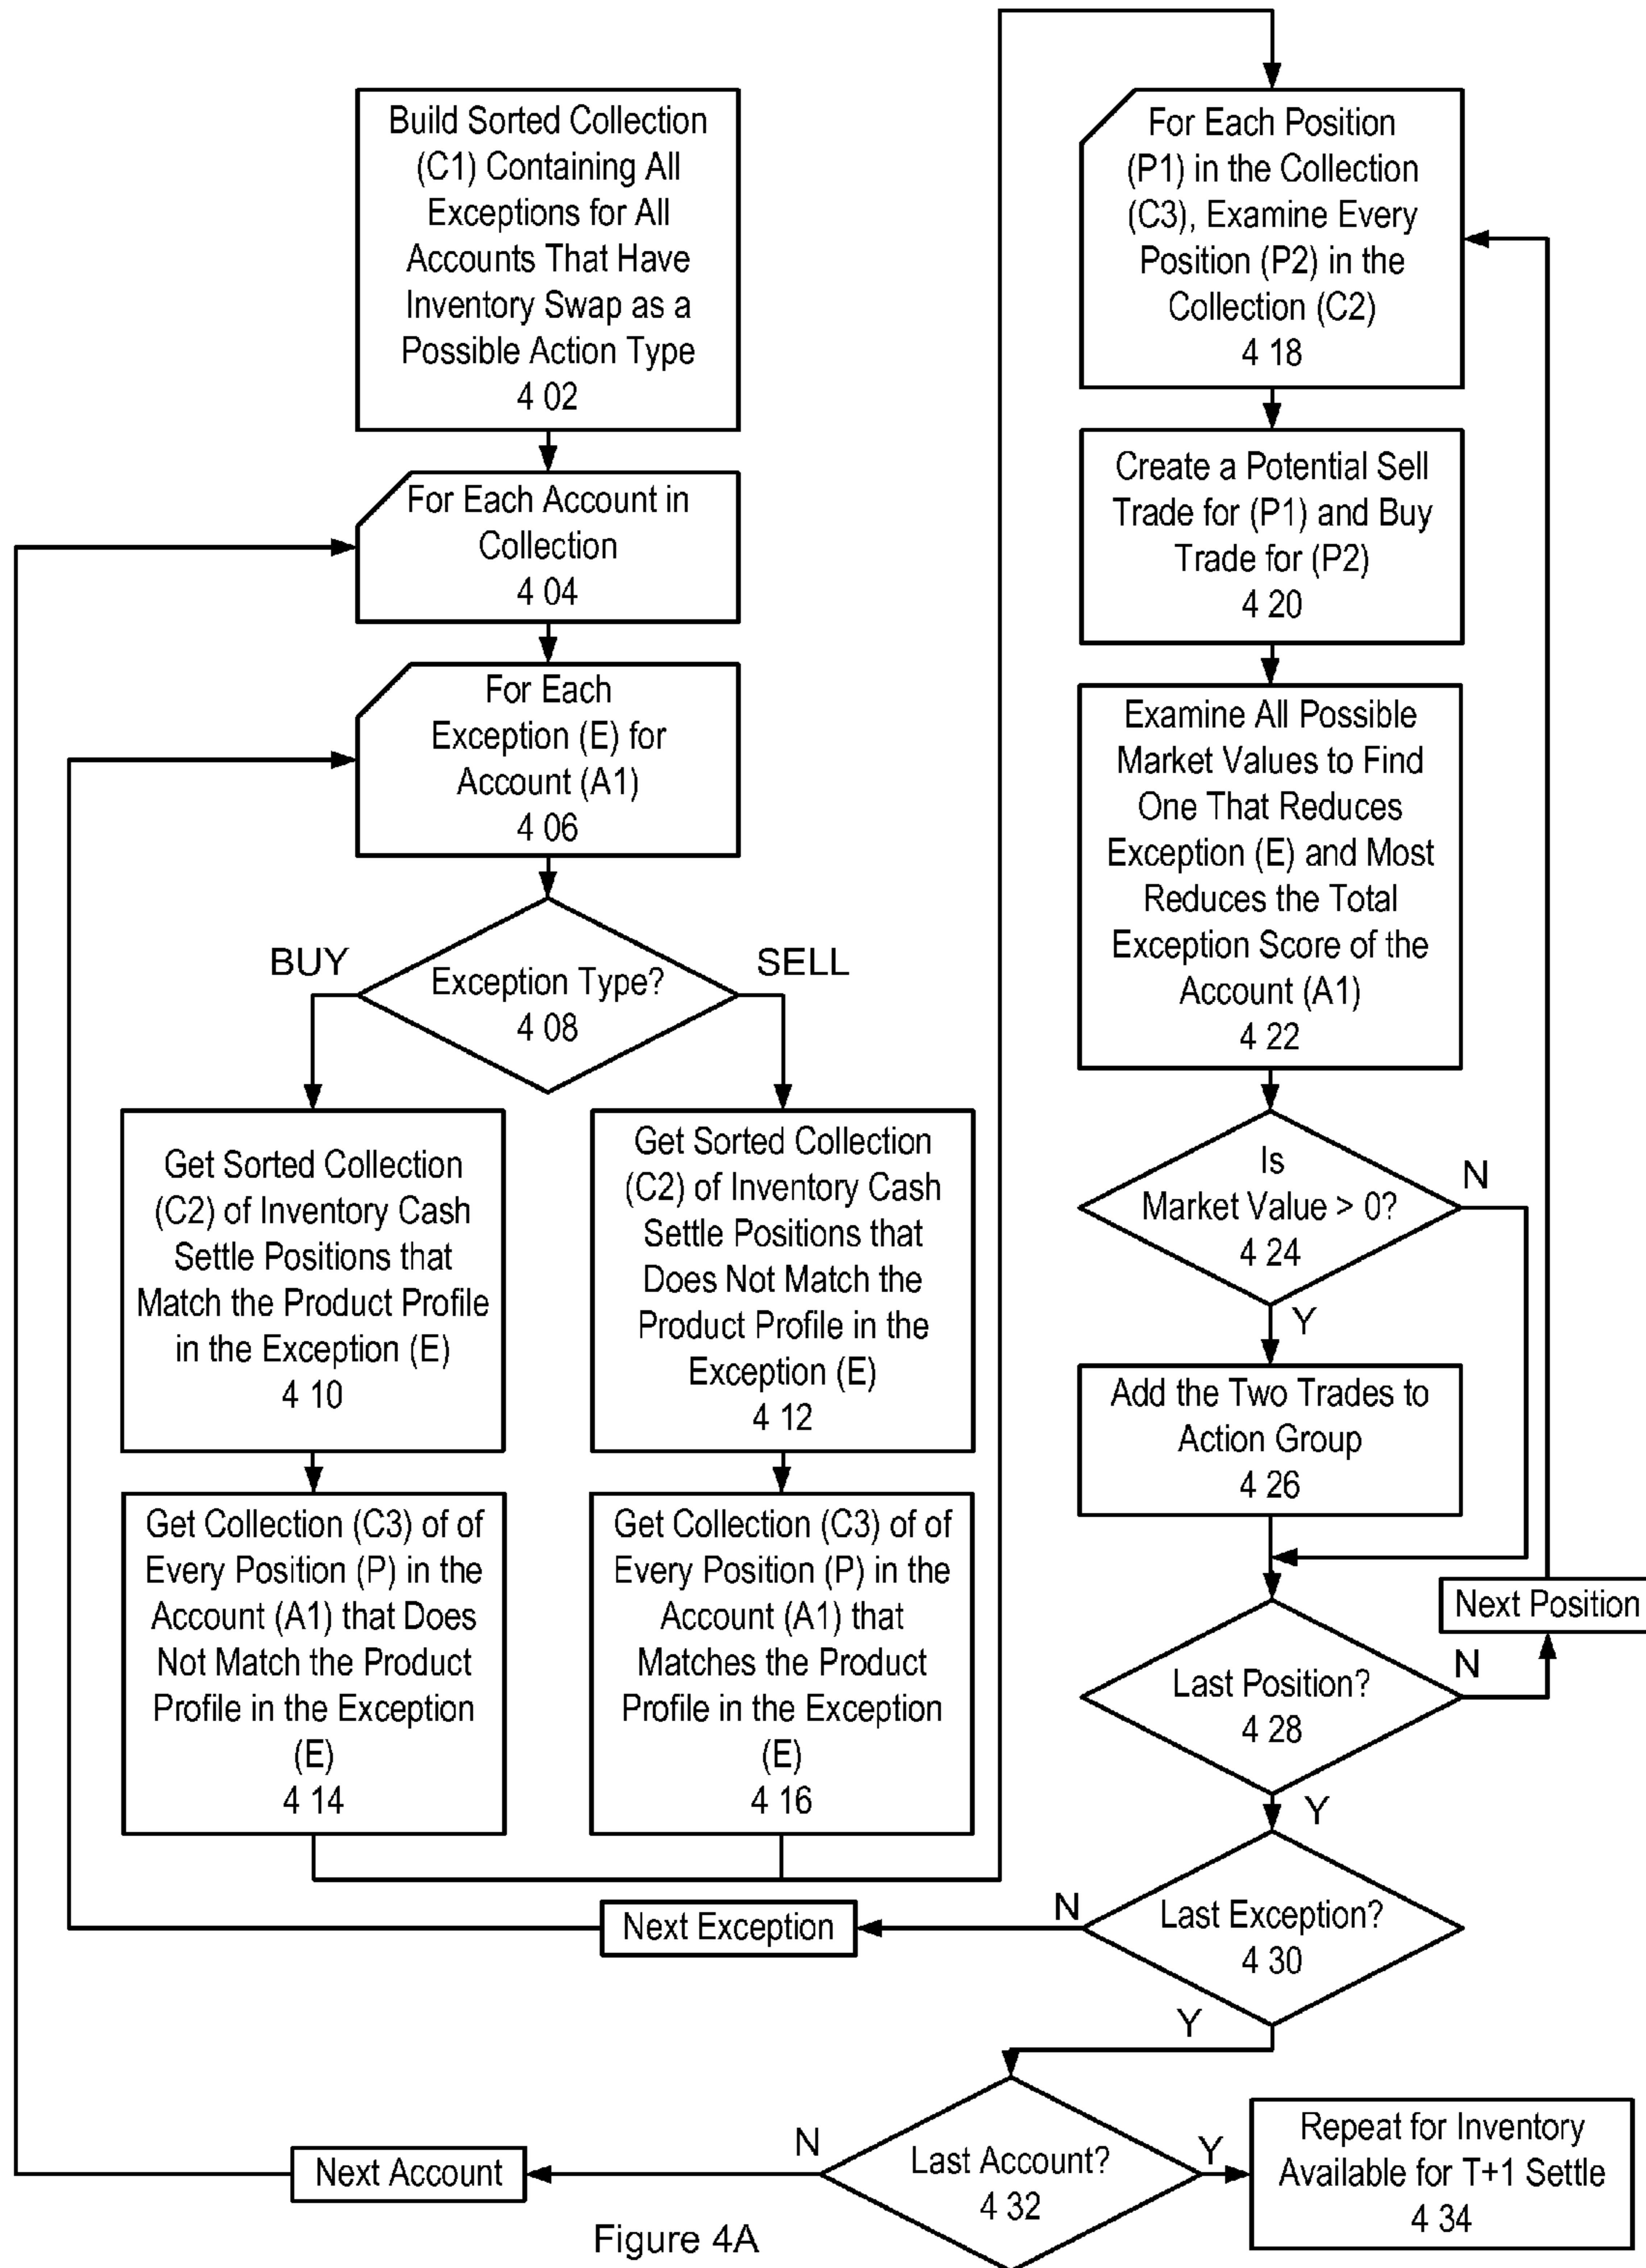 Build Sorted Collection
(C1) Containing All
Exceptions for All
Accounts That Have
Inventory Swap as a
Possible Action Type
4 02
For Each Account in
Collection
4 04
For Each
Exception (E) for
Account (A1)
4 06
BUY
SELL
Exception Type?
4 08
Get Sorted Collection
(C2) of Inventory Cash
Settle Positions that
Match the Product Profile
in the Exception (E)
4 10
Get Sorted Collection
(C2) of Inventory Cash
Settle Positions that
Does Not Match the
Product Profile in the
Exception (E)
4 12
Get Collection (C3) of of
Every Position (P) in the
Account (A1) that Does
Not Match the Product
Profile in the Exception
(E)
4 14
Get Collection (C3) of of
Every Position (P) in the
Account (A1) that
Matches the Product
Profile in the Exception
(E)
4 16
For Each Position
(P1) in the Collection
(C3), Examine Every
Position (P2) in the
Collection (C2)
4 18
Create a Potential Sell
Trade for (P1) and Buy
Trade for (P2)
4 20
Examine All Possible
Market Values to Find
One That Reduces
Exception (E) and Most
Reduces the Total
Exception Score of the
Account (A1)
4 22
Is
Market Value > 0?
4 24
N
Y
Add the Two Trades to
Action Group
4 26
Next Position
Last Position?
4 28
N
Y
Last Exception?
4 30
N
Next Exception
Y
Last Account?
4 32
N
Next Account
Y
Repeat for Inventory
Available for T+1 Settle
4 34
Figure 4A